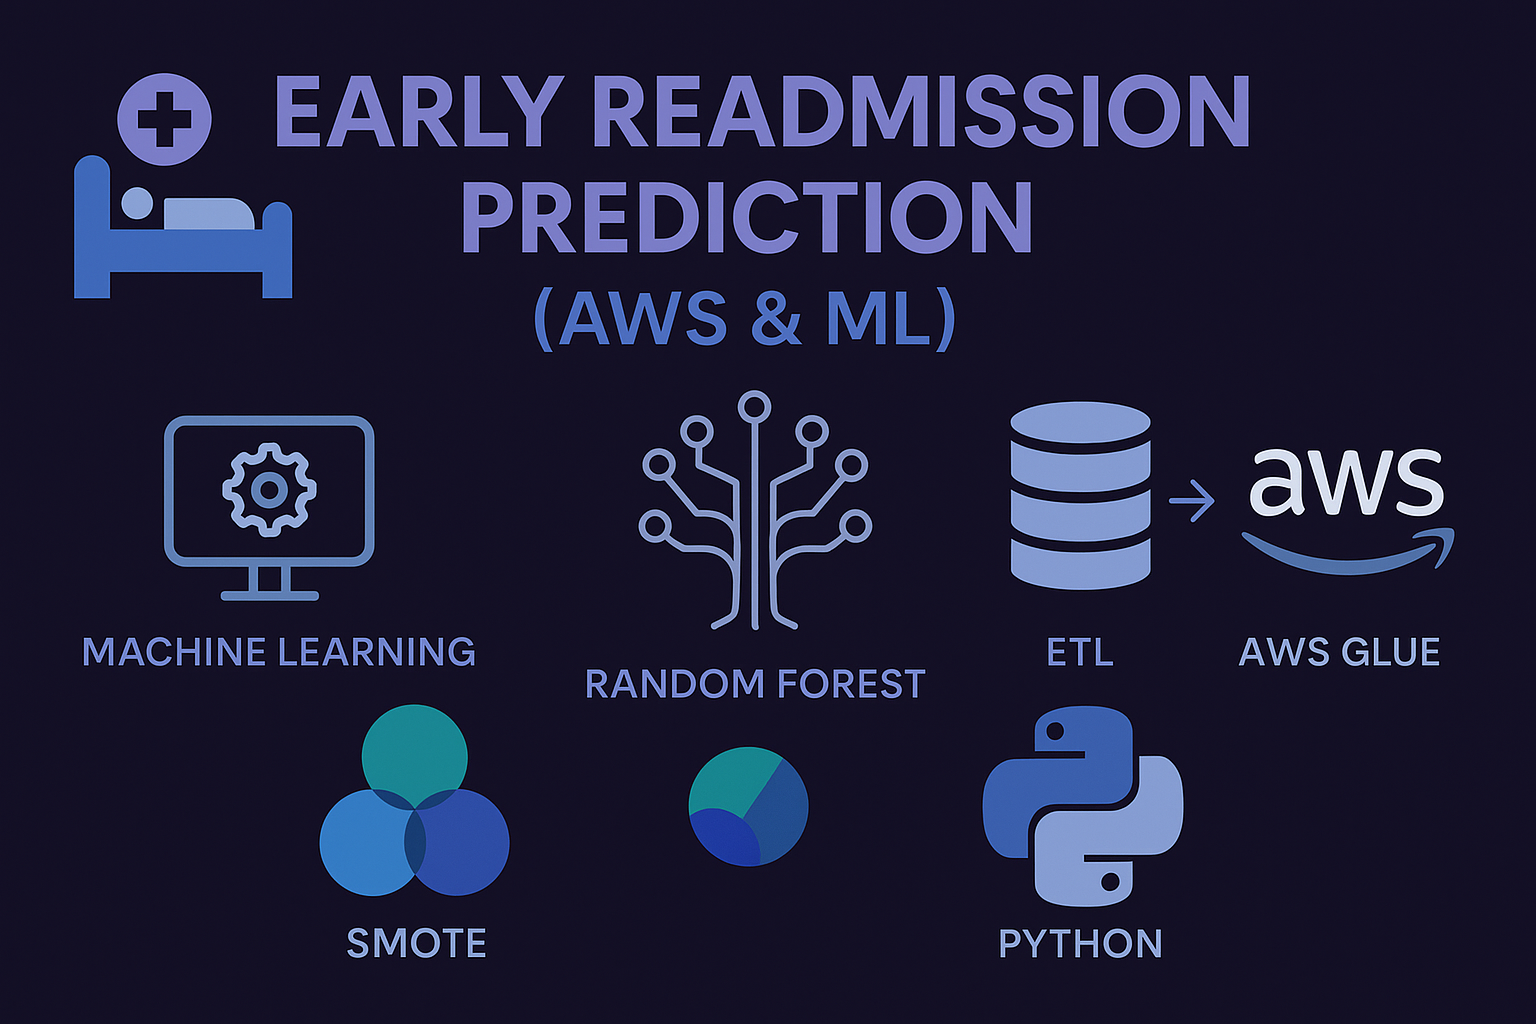 EARLY READMISSION
PREDICTION
(AWS & ML)
aws
MACHINE LEARNING
RANDOM FOREST
ETL
AWS GLUE
SMOTE
PYTHON